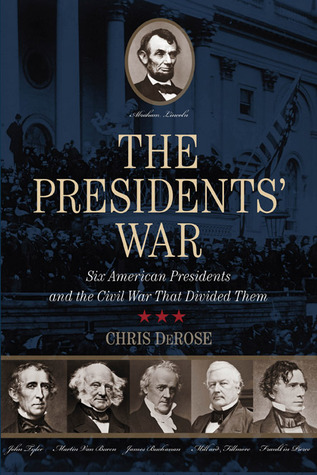 Abraham Lincoln
THE
PRESIDENTS'
WAR
Six American Presidents
and the Civil War That Divided Them
CHRIS DEROSE
John Tyler Martin Van Buren James Buchanan Millard Fillmore Franklin Pierce